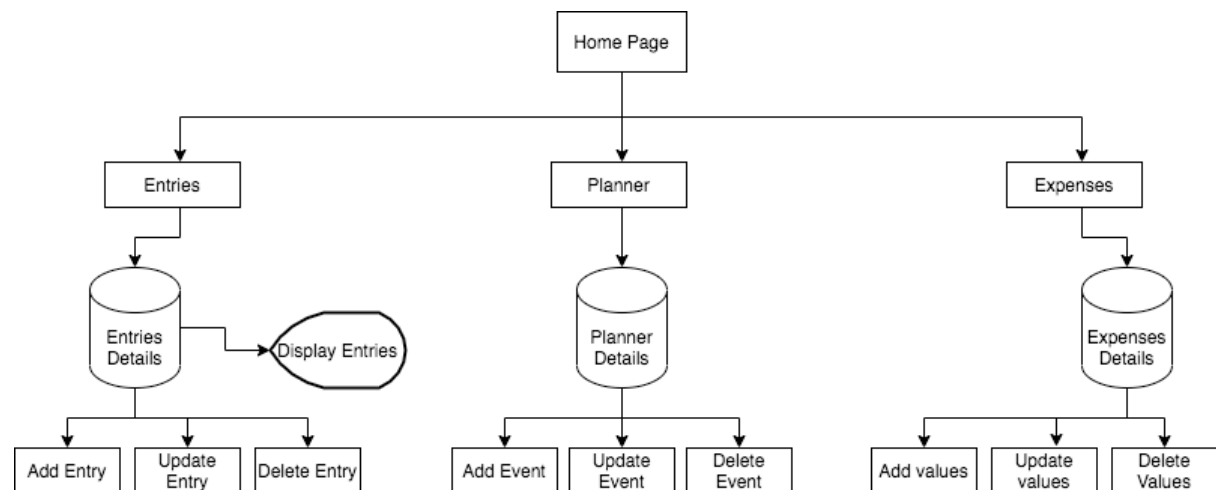 Home Page
Entries
Planner
Expenses
Entries
Details
Display Entries
Planner
Details
Expenses
Details
Add Entry
Update
Entry
Delete Entry
Add Event
Update
Event
Delete
Event
Add values
Update
values
Delete
Values